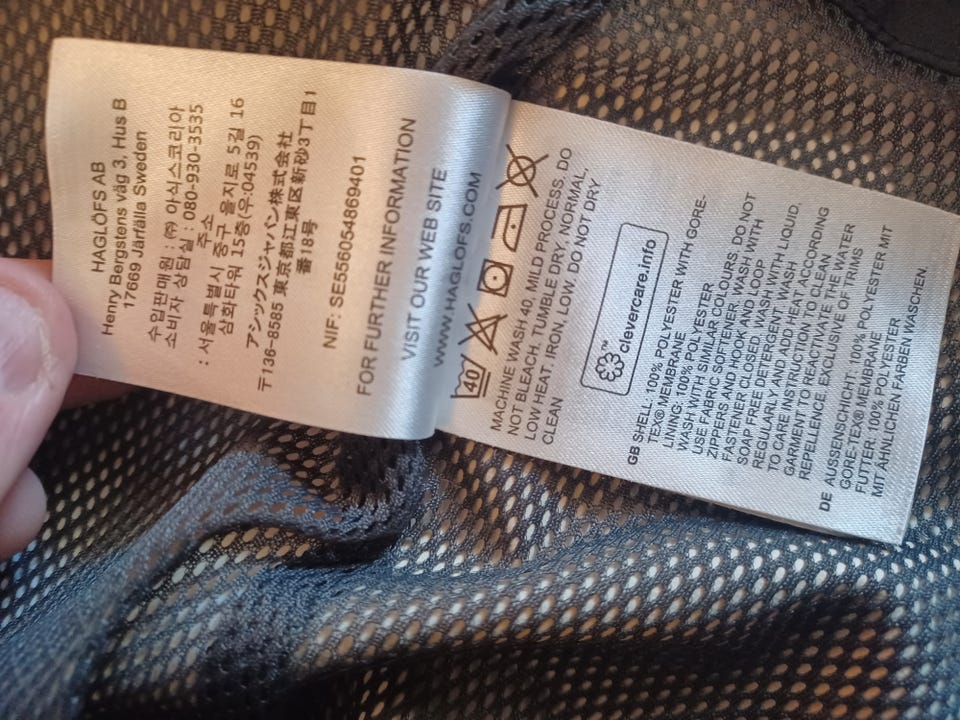 HAGLÖFS AB
Henry Bergstens väg 3, Hus B
17669 Järfälla Sweden
수입판매원 : ㈜ 아식스코리아
소비자 상담실 : 080-930-3535
주소
: 서울특별시 중구 을지로 5길 16
삼화타워 15층(우:04539)
アシックスジャパン株式会社
〒136-8585 東京都江東区新砂3丁目1
番18号
NIF: SE556054869401
FOR FURTHER INFORMATION
VISIT OUR WEB SITE
WWW.HAGLOFS.COM
40
MACHINE WASH 40, MILD PROCESS, DO
NOT BLEACH, TUMBLE DRY, NORMAL,
LOW HEAT, IRON, LOW, DO NOT DRY
CLEAN
™
clevercare.info
GB SHELL: 100% POLYESTER WITH GORE-
TEX® MEMBRANE
LINING: 100% POLYESTER
WASH WITH SIMILAR COLOURS, DO NOT
USE FABRIC SOFTENER, WASH WITH
ZIPPERS AND HOOK AND LOOP
FASTENER CLOSED, WASH WITH LIQUID,
SOAP FREE DETERGENT WASH
REGULARLY AND ADD HEAT ACCORDING
TO CARE INSTRUCTION TO CLEAN
GARMENT TO REACTIVATE THE WATER
REPELLENCE. EXCLUSIVE OF TRIMS
DE AUSSENSCHICHT: 100% POLYESTER MIT
GORE-TEX® MEMBRANE
FUTTER: 100% POLYESTER
MIT ÄHNLICHEN FARBEN WASCHEN,